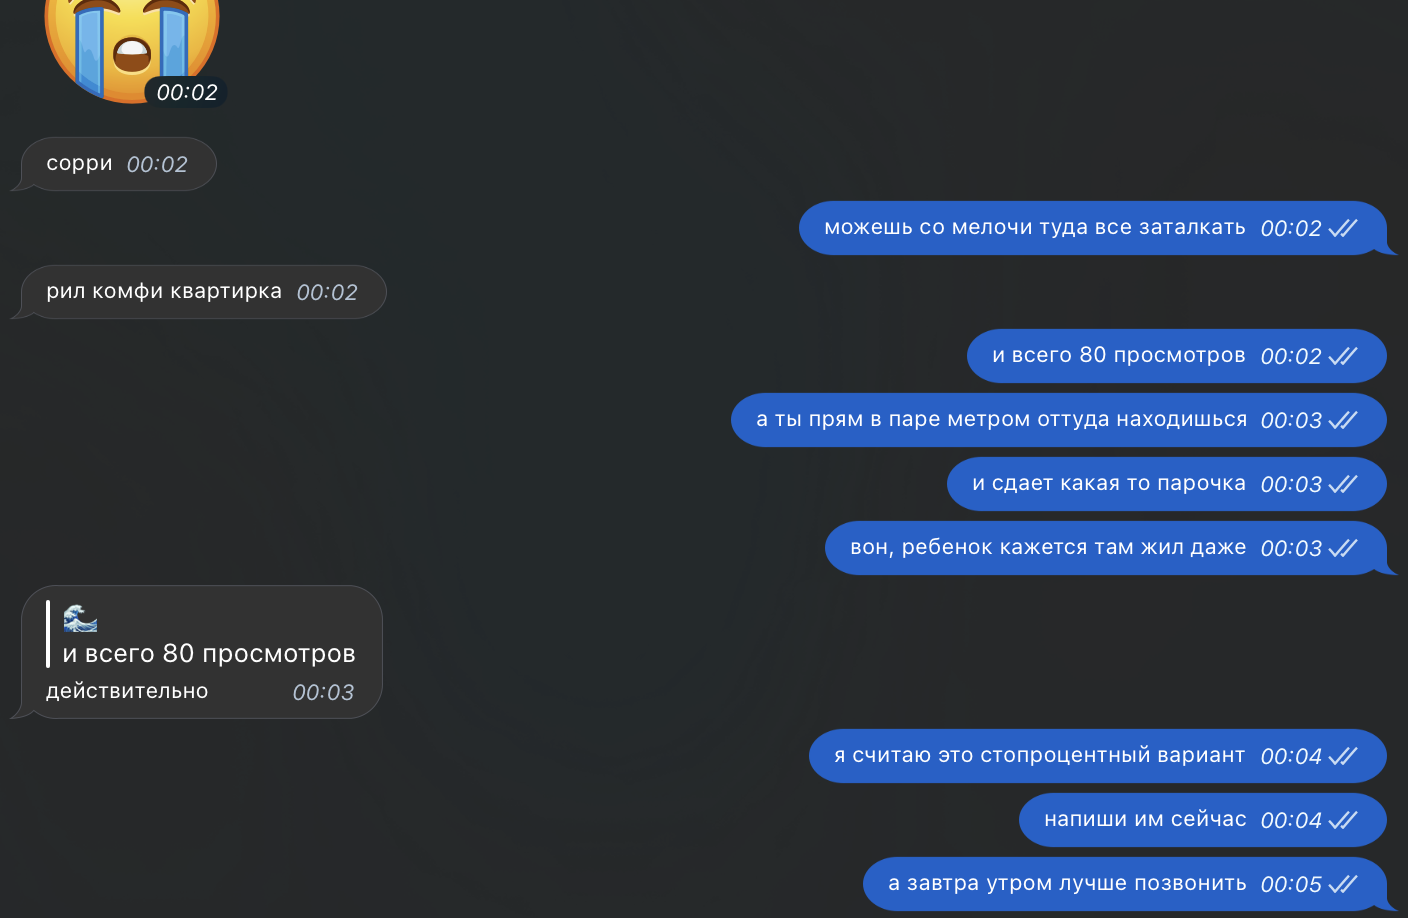 00:02
сорри 00:02
можешь со мелочи туда все заталкать 00:02
рил комфи квартирка 00:02
и всего 80 просмотров 00:02
а ты прям в паре метром оттуда находишься 00:03
и сдает какая то парочка 00:03
вон, ребенок кажется там жил даже 00:03
🌊
и всего 80 просмотров
действительно 00:03
я считаю это стопроцентный вариант 00:04
напиши им сейчас 00:04
а завтра утром лучше позвонить 00:05